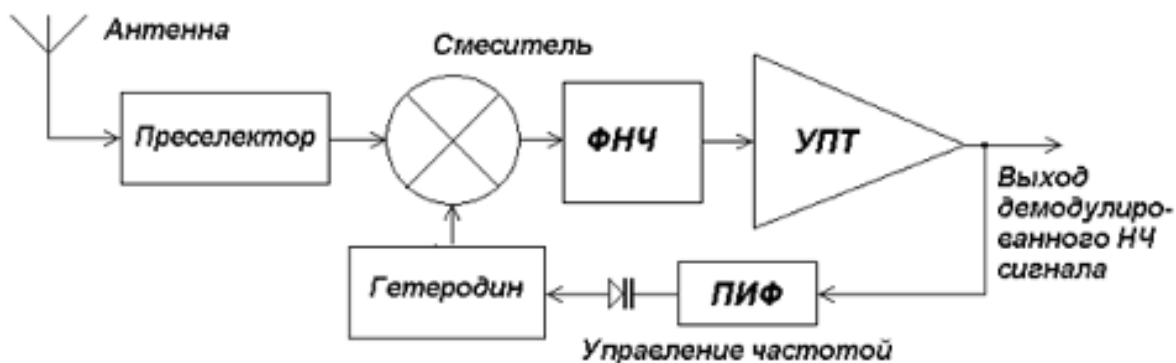 Антенна
Смеситель
Преселектор
ФНЧ
УПТ
Выход
демодулиро-
ванного НЧ
сигнала
Гетеродин
ПИФ
Управление частотой